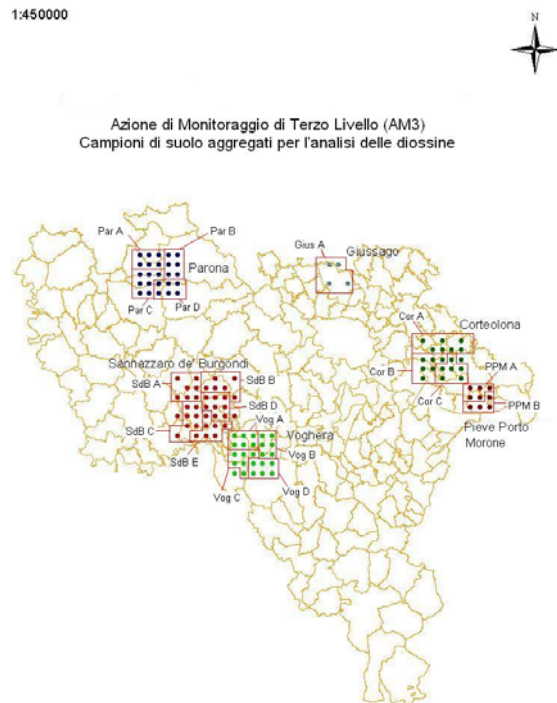 1:450000
N
Azione di Monitoraggio di Terzo Livello (AM3)
Campioni di suolo aggregati per l'analisi delle diossine
Par A
Par B
Parona
Par C
Par D
Gius A
Giussago
Cor A
Corteolona
Cor B
Cor C
PPM A
PPM B
Pieve Porto
Morone
Sannazzaro de' Burgondi
SdB A
SdB B
SdB D
SdB C
SdB E
Vog A
Voghera
Vog B
Vog C
Vog D